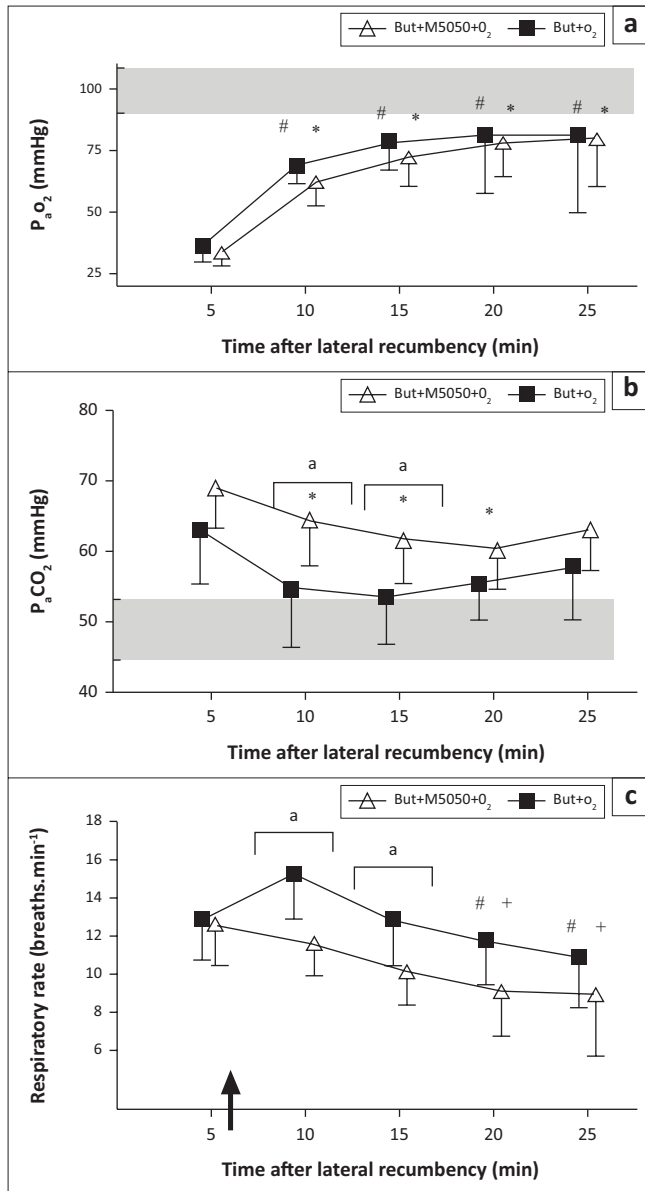 But+M5050+0₂ But+o₂ a
100
# * # * # * # *
75
50
25
PₐO₂ (mmHg)
5 10 15 20 25
Time after lateral recumbency (min)
But+M5050+0₂ But+o₂ b
80
70
a a
* * *
60
50
40
PₐCO₂ (mmHg)
5 10 15 20 25
Time after lateral recumbency (min)
But+M5050+0₂ But+o₂ c
18
a
16
a
14
# + # +
12
10
8
6
Respiratory rate (breaths.min⁻¹)
5 10 15 20 25
Time after lateral recumbency (min)